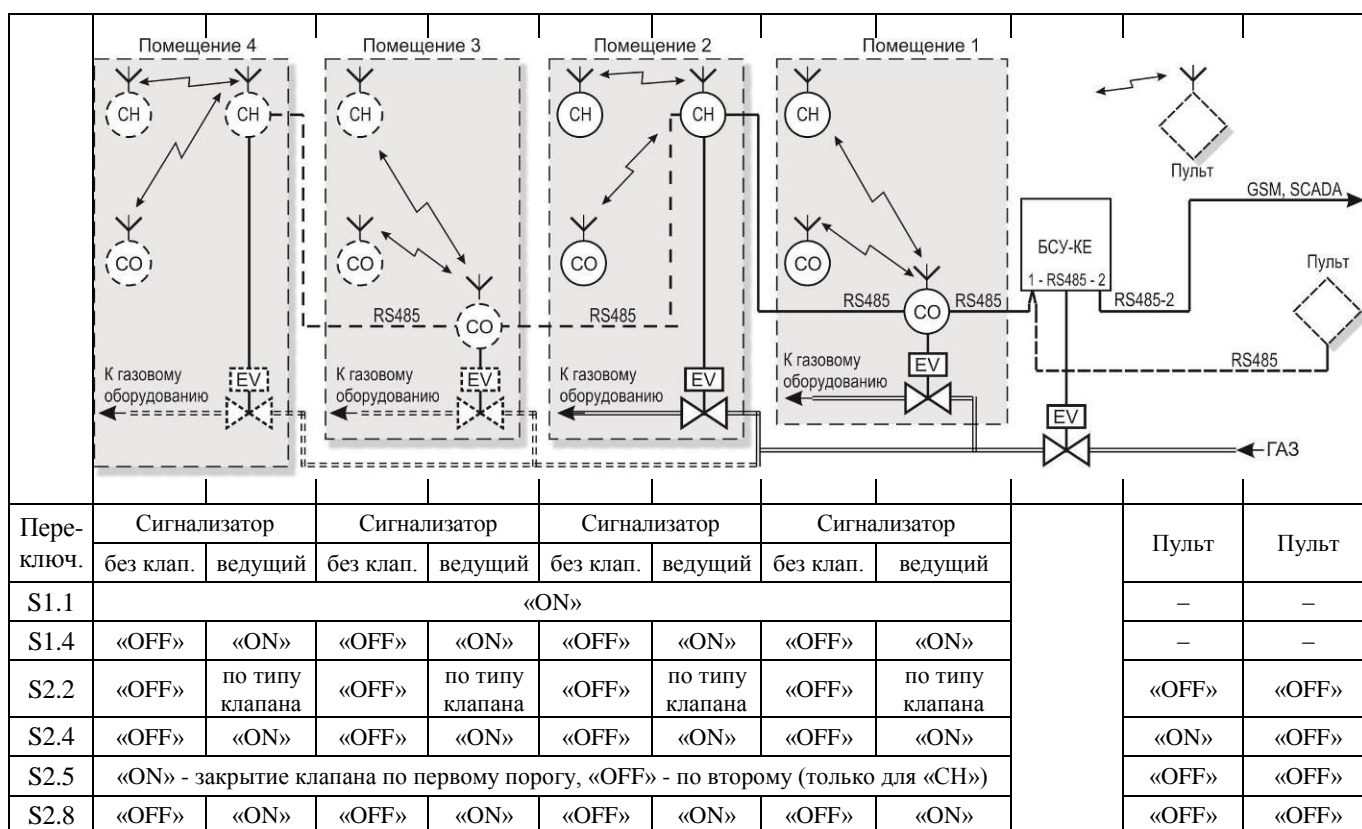 Помещение 4 Помещение 3 Помещение 2 Помещение 1
CH CH CH CH CH CH
Пульт
GSM, SCADA
CO CO CO CO
БСУ-КЕ
Пульт
1 - RS485 - 2
RS485 RS485 RS485 RS485 RS485-2
CO CO
RS485
К газовому оборудованию EV
К газовому оборудованию EV
К газовому оборудованию EV
К газовому оборудованию EV
EV
ГАЗ
Пере-ключ. Сигнализатор Сигнализатор Сигнализатор Сигнализатор Пульт Пульт
без клап. ведущий без клап. ведущий без клап. ведущий без клап. ведущий
S1.1 «ON» – –
S1.4 «OFF» «ON» «OFF» «ON» «OFF» «ON» «OFF» «ON» – –
S2.2 «OFF» по типу клапана «OFF» по типу клапана «OFF» по типу клапана «OFF» по типу клапана «OFF» «OFF»
S2.4 «OFF» «ON» «OFF» «ON» «OFF» «ON» «OFF» «ON» «ON» «OFF»
S2.5 «ON» - закрытие клапана по первому порогу, «OFF» - по второму (только для «CH») «OFF» «OFF»
S2.8 «OFF» «ON» «OFF» «ON» «OFF» «ON» «OFF» «ON» «OFF» «OFF»